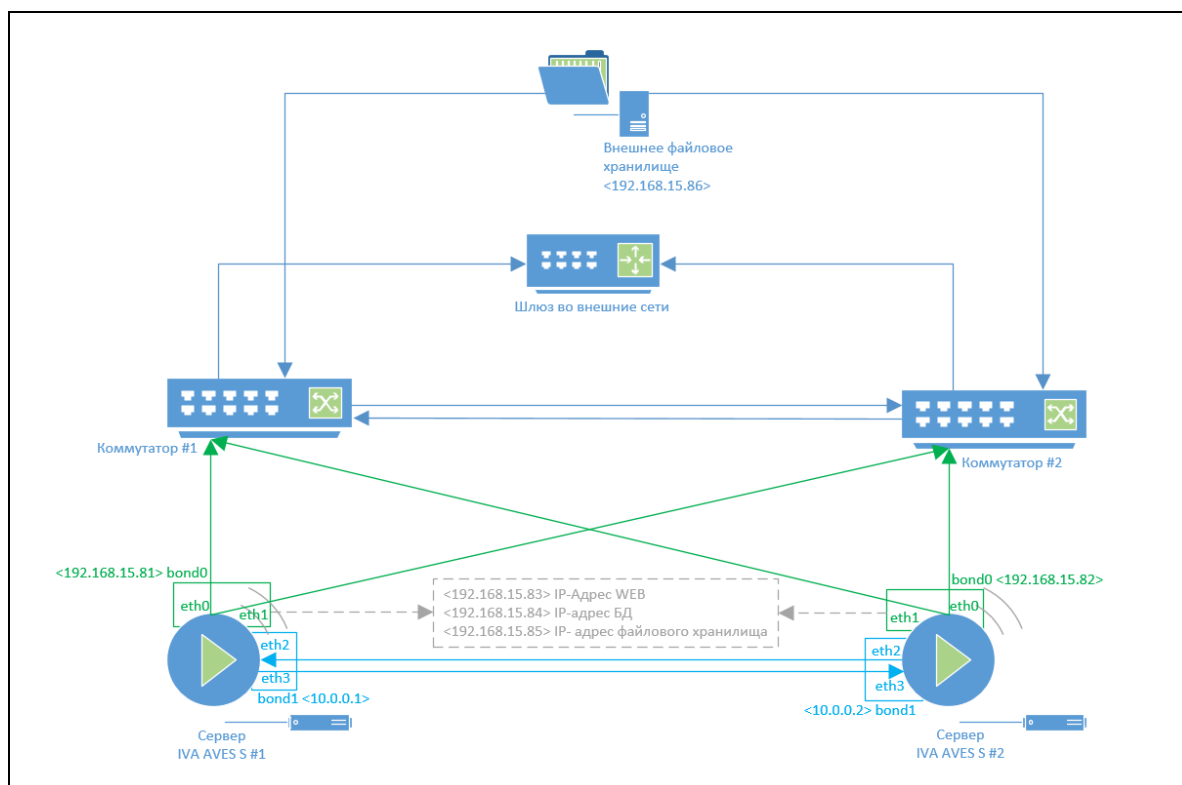 Внешнее файловое
хранилище
<192.168.15.86>
Шлюз во внешние сети
Коммутатор #1
Коммутатор #2
<192.168.15.81> bond0
bond0 <192.168.15.82>
eth0
eth1
<192.168.15.83> IP-Адрес WEB
<192.168.15.84> IP-адрес БД
<192.168.15.85> IP- адрес файлового хранилища
eth0
eth1
eth2
eth3
bond1 <10.0.0.1>
eth2
eth3
<10.0.0.2> bond1
Сервер
IVA AVES S #1
Сервер
IVA AVES S #2